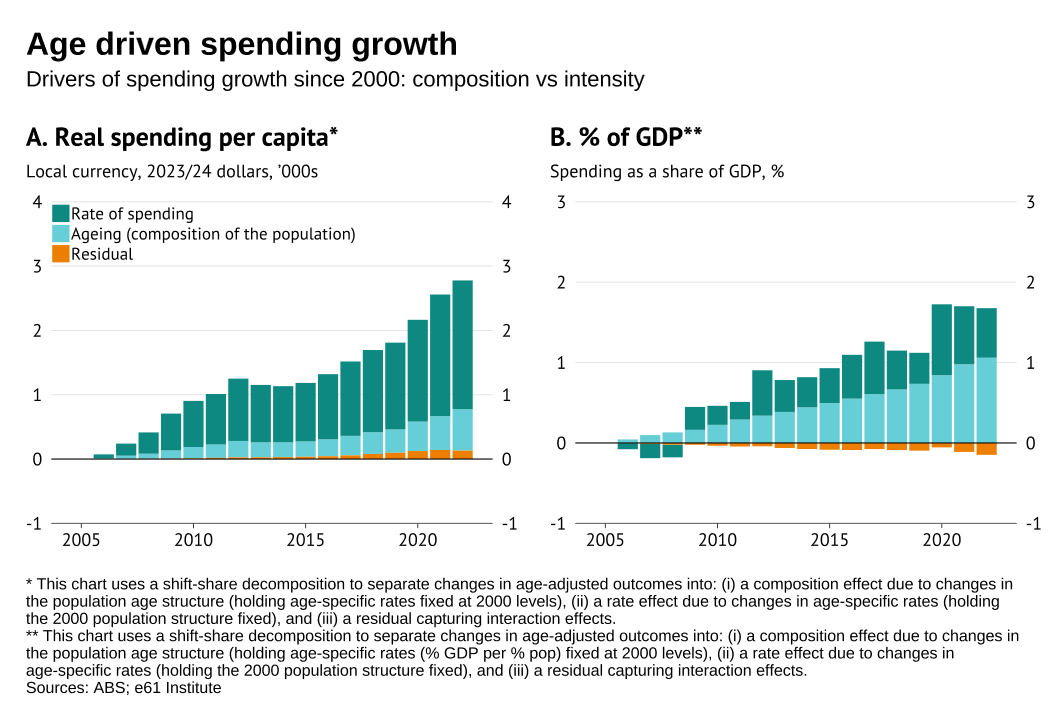 Age driven spending growth
Drivers of spending growth since 2000: composition vs intensity
A. Real spending per capita*
Local currency, 2023/24 dollars, ’000s
4
3
2
1
0
-1
4
3
2
1
0
-1
Rate of spending
Ageing (composition of the population)
Residual
2005
2010
2015
2020
B. % of GDP**
Spending as a share of GDP, %
3
2
1
0
-1
3
2
1
0
-1
2005
2010
2015
2020
* This chart uses a shift-share decomposition to separate changes in age-adjusted outcomes into: (i) a composition effect due to changes in
the population age structure (holding age-specific rates fixed at 2000 levels), (ii) a rate effect due to changes in age-specific rates (holding
the 2000 population structure fixed), and (iii) a residual capturing interaction effects.
** This chart uses a shift-share decomposition to separate changes in age-adjusted outcomes into: (i) a composition effect due to changes in
the population age structure (holding age-specific rates (% GDP per % pop) fixed at 2000 levels), (ii) a rate effect due to changes in
age-specific rates (holding the 2000 population structure fixed), and (iii) a residual capturing interaction effects.
Sources: ABS; e61 Institute